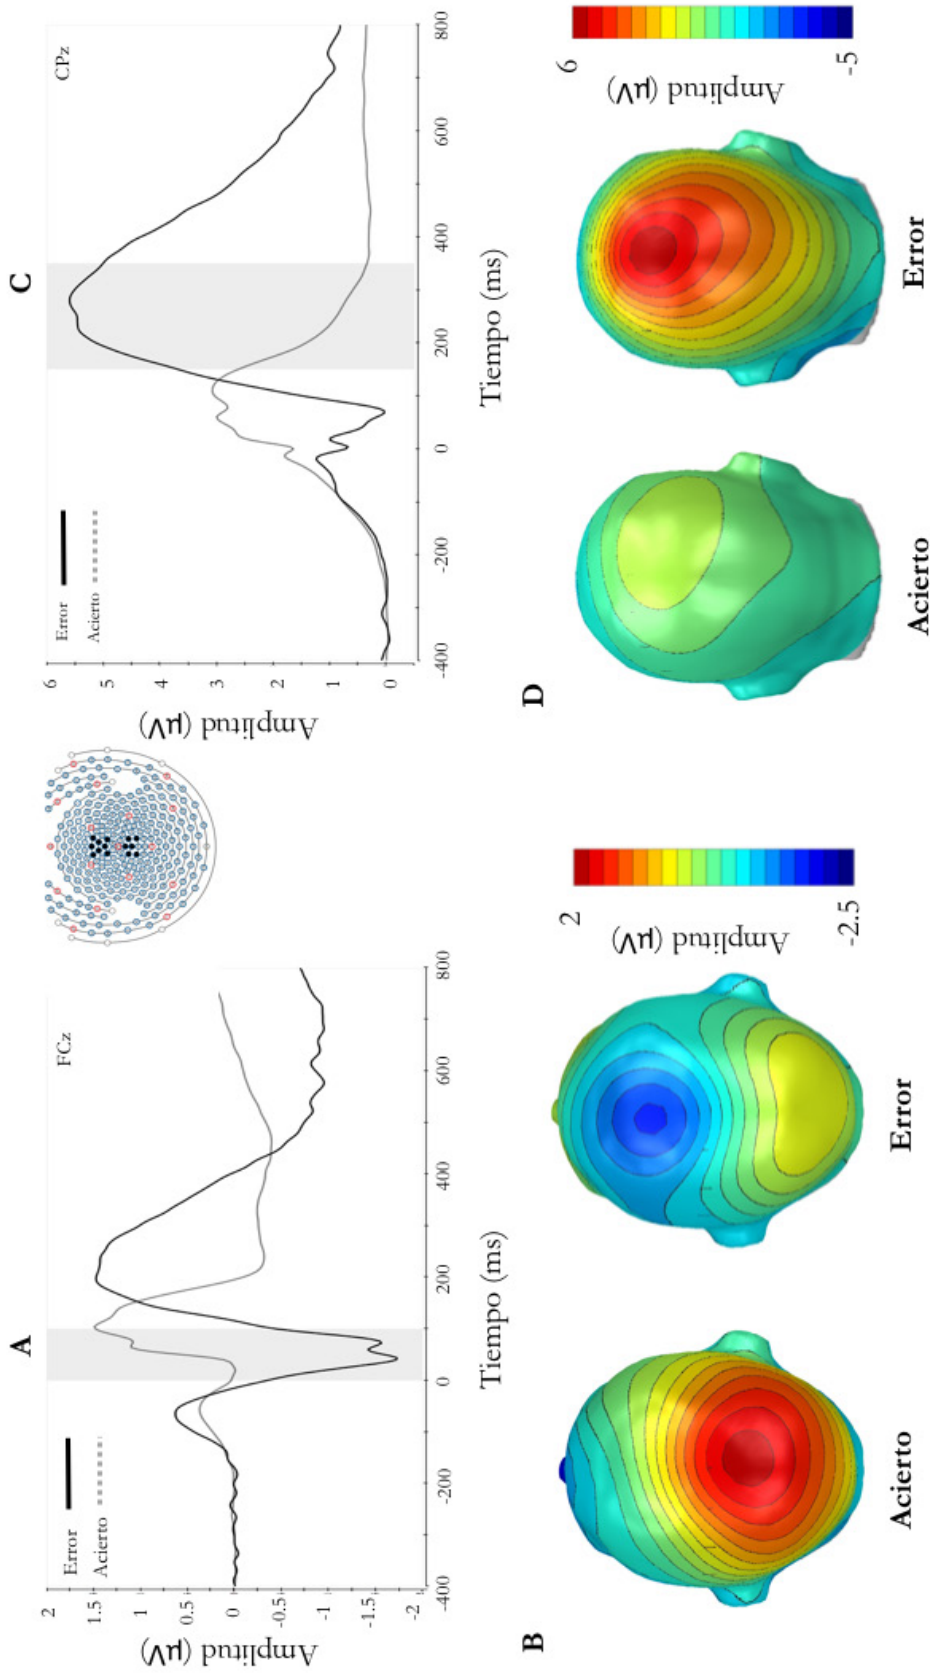 A
FCz
Error
Acierto
2
1.5
1
0.5
0
-0.5
-1
-1.5
-2
Amplitud (µV)
-400
-200
0
200
400
600
800
Tiempo (ms)
C
CPz
Error
Acierto
6
5
4
3
2
1
0
Amplitud (µV)
-400
-200
0
200
400
600
800
Tiempo (ms)
B
Acierto
Error
2
Amplitud (µV)
-2.5
D
Acierto
Error
6
Amplitud (µV)
-5